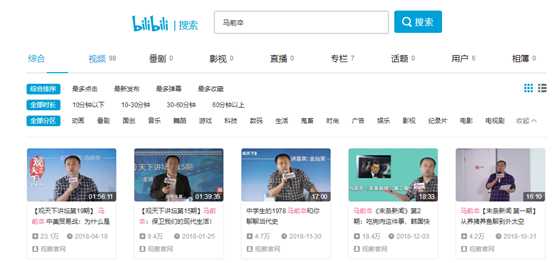 bilibili | 搜索
马前卒
搜索
综合 视频 98 番剧 0 影视 0 直播 0 专栏 7 话题 0 用户 6 相簿 0
综合排序 最多点击 最新发布 最多弹幕 最多收藏
全部时长 10分钟以下 10-30分钟 30-60分钟 60分钟以上
全部分区 动画 番剧 国创 音乐 舞蹈 游戏 科技 数码 生活 鬼畜 时尚 广告 娱乐 影视 纪录片 电影 电视剧 收起
观天下
01:56:11
01:39:35
17:00
18:33
16:10
【观天下讲坛第19期】马
前卒 中美贸易战：为什么是
23.1万 2018-04-19
观察者网
【观天下讲坛第15期】马前
卒：保卫我们的现代生活!
9.4万 2018-01-25
观察者网
中学生的1978 马前卒和你
聊聊当代史
4.7万 2018-11-30
观察者网
马前卒【未来新闻】第2
期：吃狗肉这件事，韩国快
18.4万 2018-12-03
观察者网
马前卒【未来新闻 第一期】
从养猪养鱼聊到外太空
4.2万 2018-10-31
观察者网